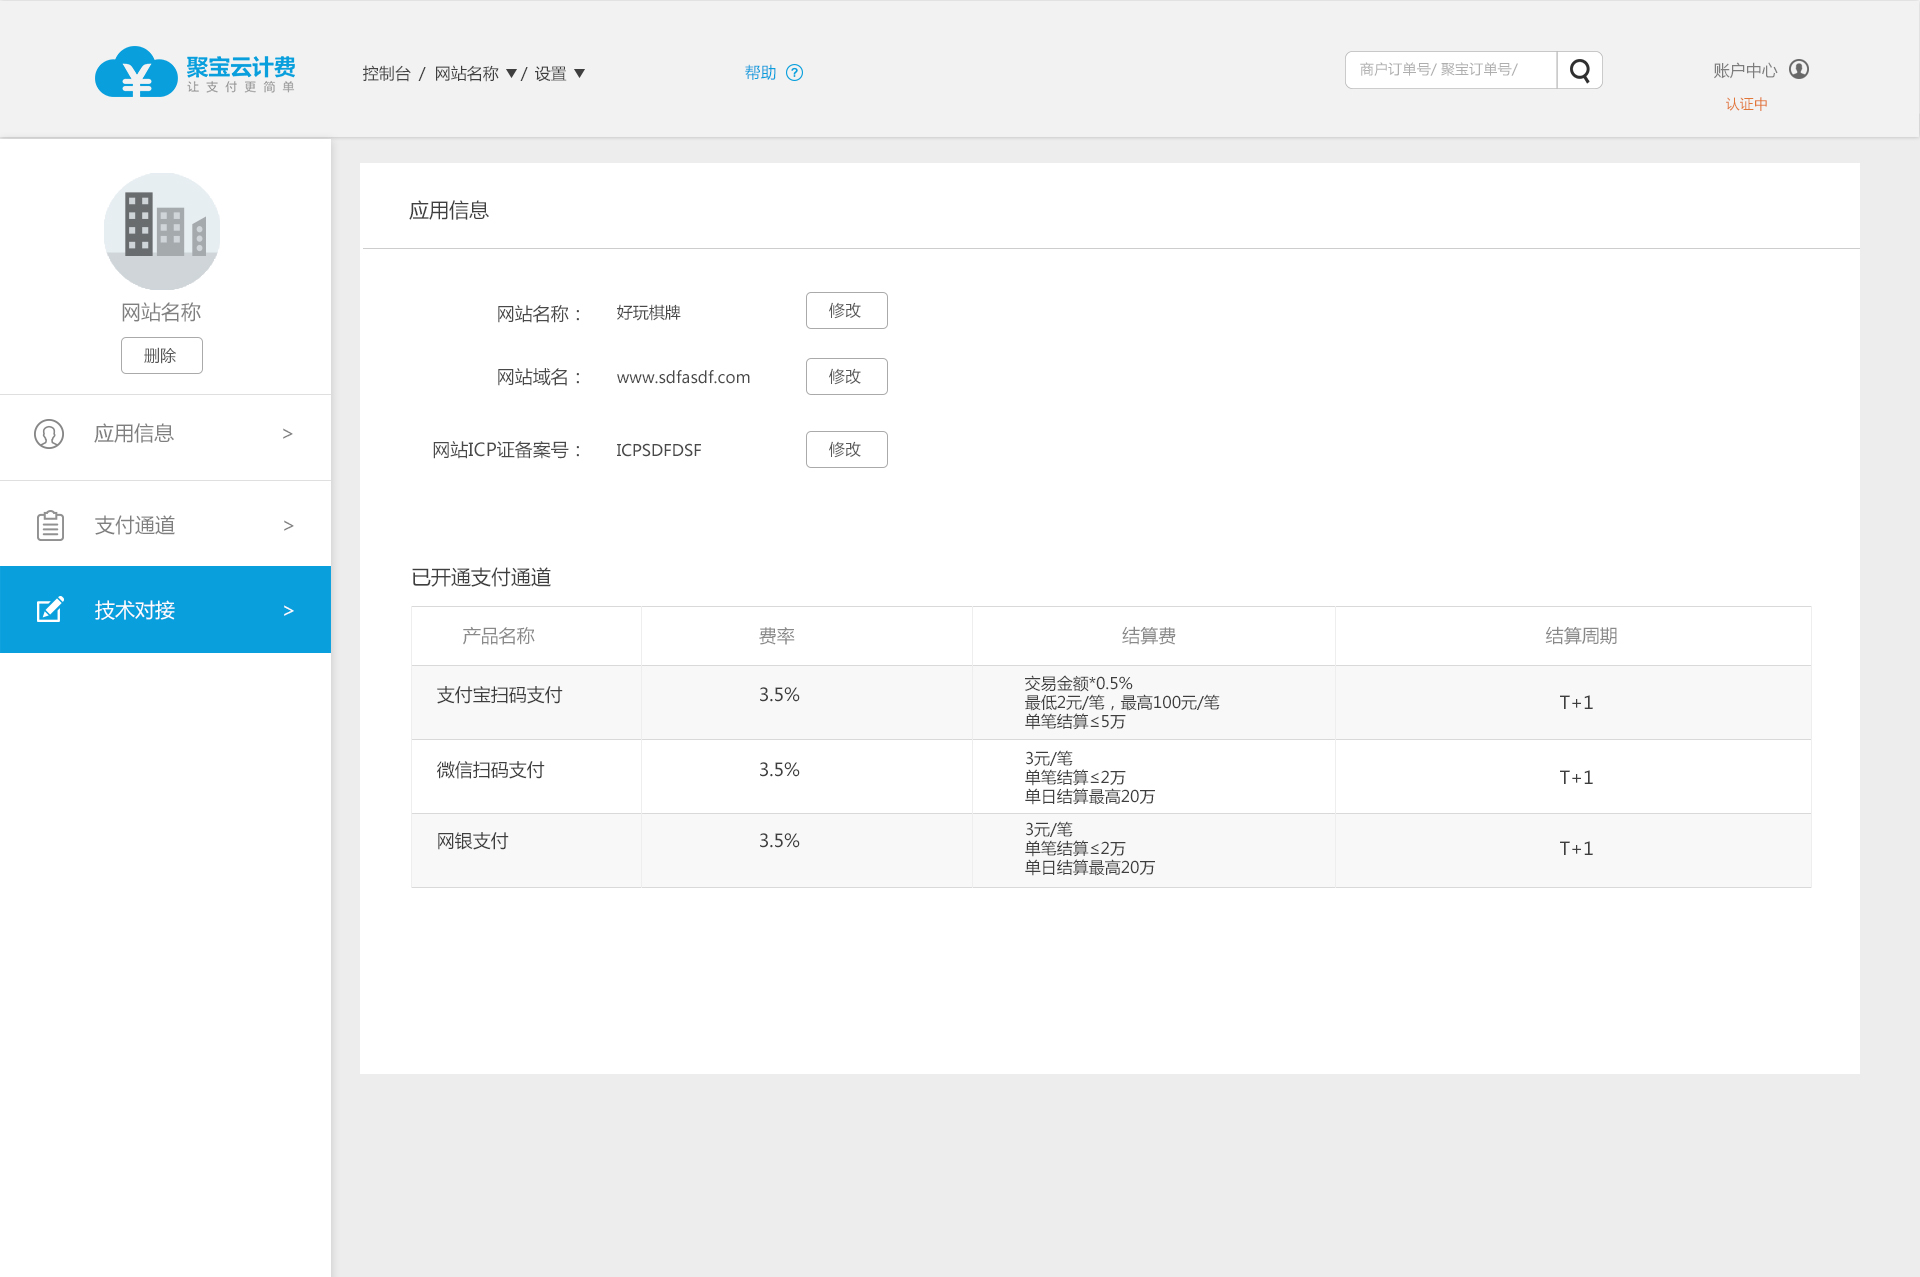 聚宝云计费
让支付更简单
控制台 / 网站名称 ▼ / 设置 ▼
帮助 ?
商户订单号/ 聚宝订单号/
账户中心
认证中
网站名称
删除
应用信息 >
支付通道 >
技术对接 >
应用信息
网站名称： 好玩棋牌 修改
网站域名： www.sdfasdf.com 修改
网站ICP证备案号： ICPSDFDSF 修改
已开通支付通道
产品名称 费率 结算费 结算周期
支付宝扫码支付 3.5% 交易金额*0.5%
最低2元/笔，最高100元/笔
单笔结算≤5万
T+1
微信扫码支付 3.5% 3元/笔
单笔结算≤2万
单日结算最高20万
T+1
网银支付 3.5% 3元/笔
单笔结算≤2万
单日结算最高20万
T+1